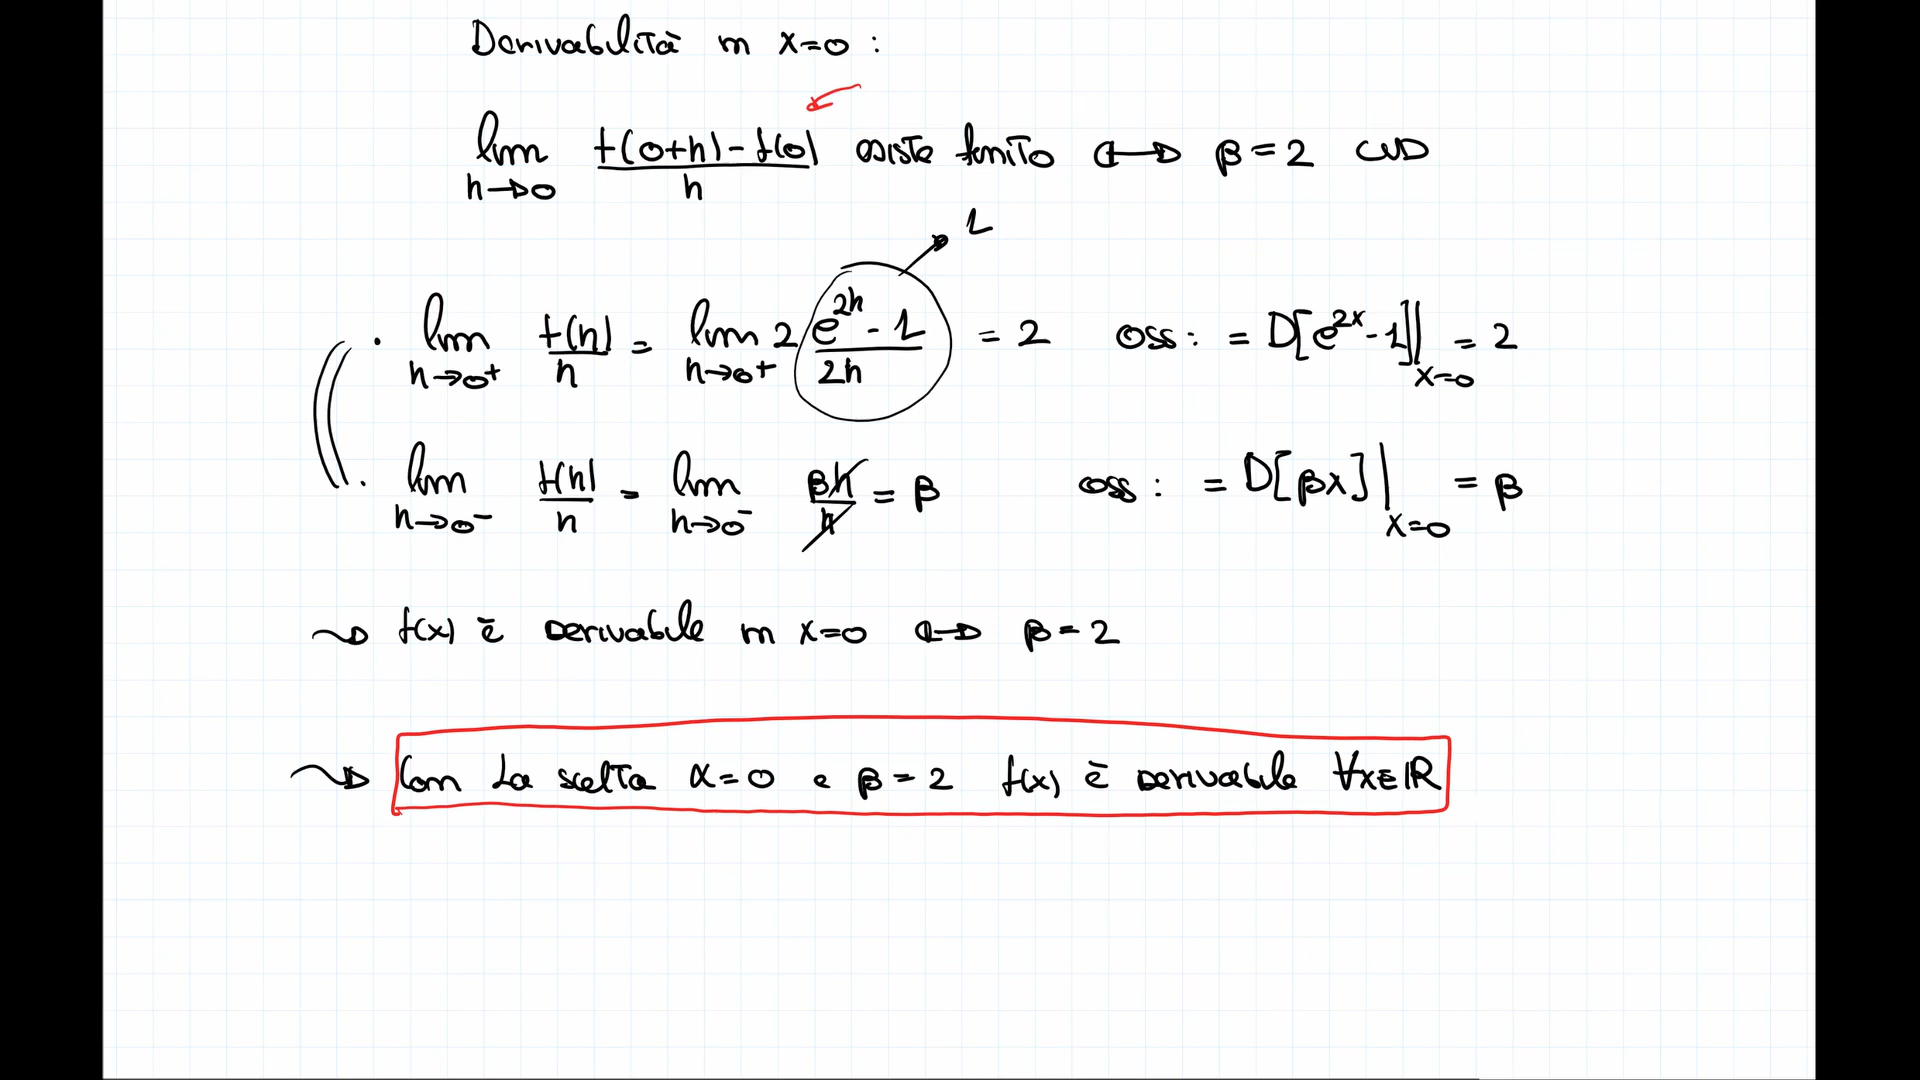 Derivabilità in x=0 :
lim h→0 f(0+h)-f(0) / h esiste finito ↔ β=2 CVD
1
· lim h→0⁺ f(h)/h = lim h→0⁺ 2 (e^{2h} - 1)/2h = 2 oss: = D[e^{2x}-1]|x=0 = 2
· lim h→0⁻ f(h)/h = lim h→0⁻ βh/h = β oss: = D[βx]|x=0 = β
⤳ f(x) è derivabile in x=0 ↔ β=2
⤳ Con la scelta α=0 e β=2 f(x) è derivabile ∀x∈ℝ